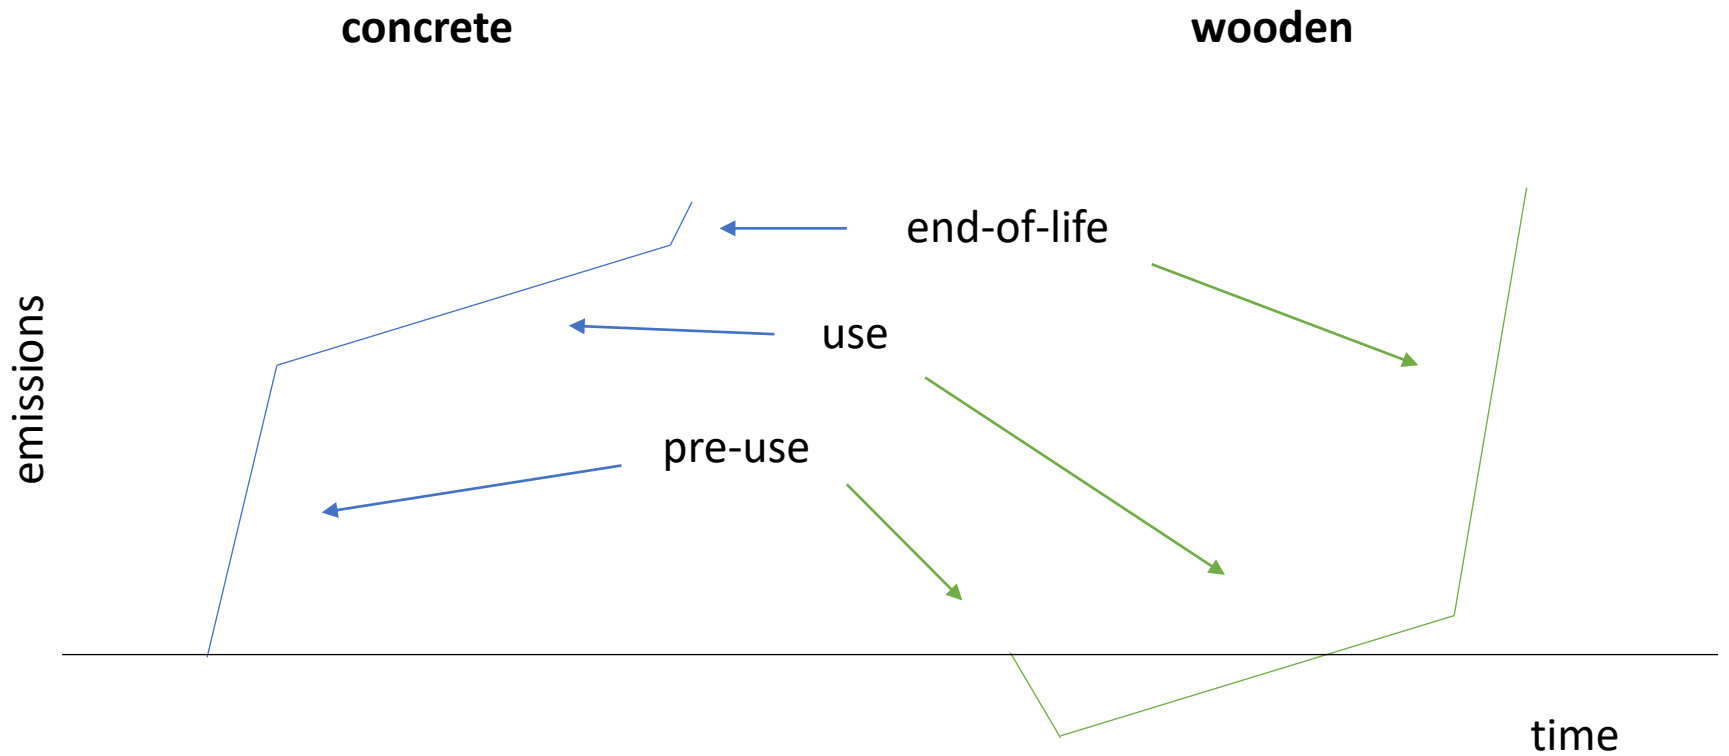 concrete
wooden
end-of-life
use
pre-use
emissions
time